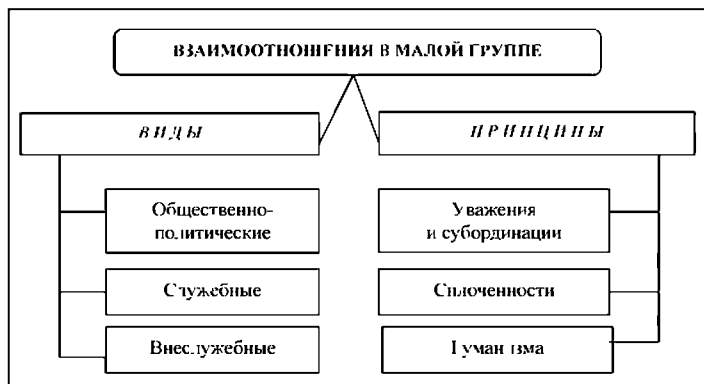 ВЗАИМООТНОШЕНИЯ В МАЛОЙ ГРУППЕ
ВИДЫ
ПРИНЦИПЫ
Общественно-
политические
Уважения
и субординации
Служебные
Сплоченности
Внеслужебные
Гуманизма